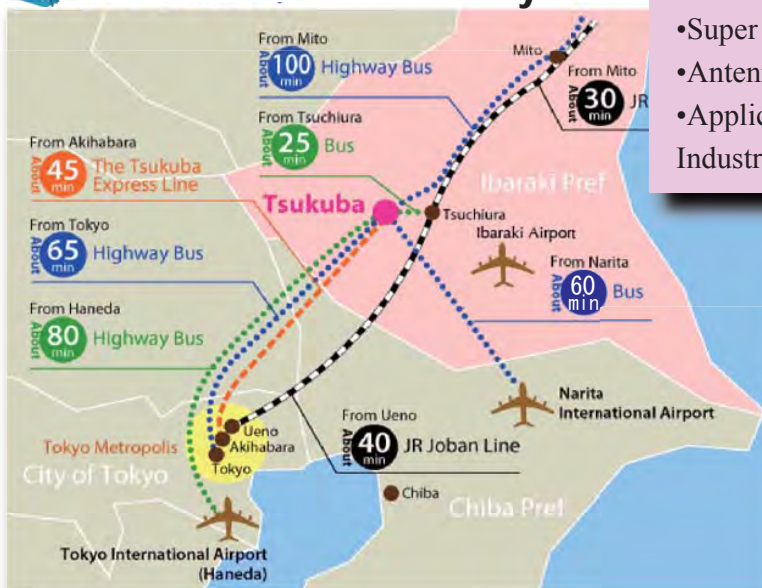 From Mito
About
100
min
Highway Bus
From Tsuchiura
About
25
min
Bus
From Akihabara
About
45
min
The Tsukuba
Express Line
From Tokyo
About
65
min
Highway Bus
From Haneda
About
80
min
Highway Bus
Tsukuba
Mito
From Mito
About
30
min
JR
•Super
Ibaraki Pref
Tsuchiura
Ibaraki Airport
From Narita
About
60
min
Bus
Narita
International Airport
From Ueno
About
40
min
JR Joban Line
Ueno
Akihabara
Tokyo
Tokyo Metropolis
City of Tokyo
Chiba
Chiba Pref
Tokyo International Airport
(Haneda)